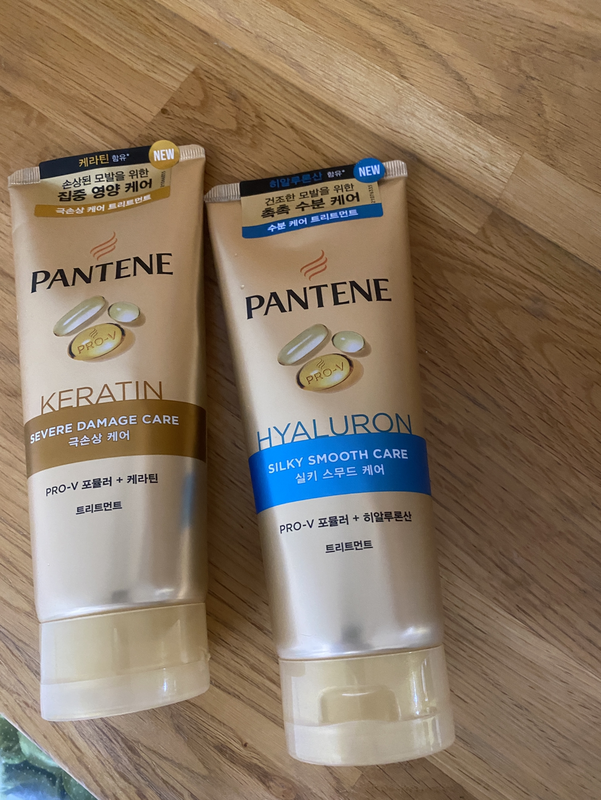 케라틴 함유*
NEW
손상된 모발을 위한
집중 영양 케어
극손상 케어 트리트먼트
PANTENE
PRO-V
KERATIN
SEVERE DAMAGE CARE
극손상 케어
PRO-V 포뮬러 + 케라틴
트리트먼트
히알루론산 함유*
NEW
건조한 모발을 위한
촉촉 수분 케어
수분 케어 트리트먼트
PANTENE
PRO-V
HYALURON
SILKY SMOOTH CARE
실키 스무드 케어
PRO-V 포뮬러 + 히알루론산
트리트먼트